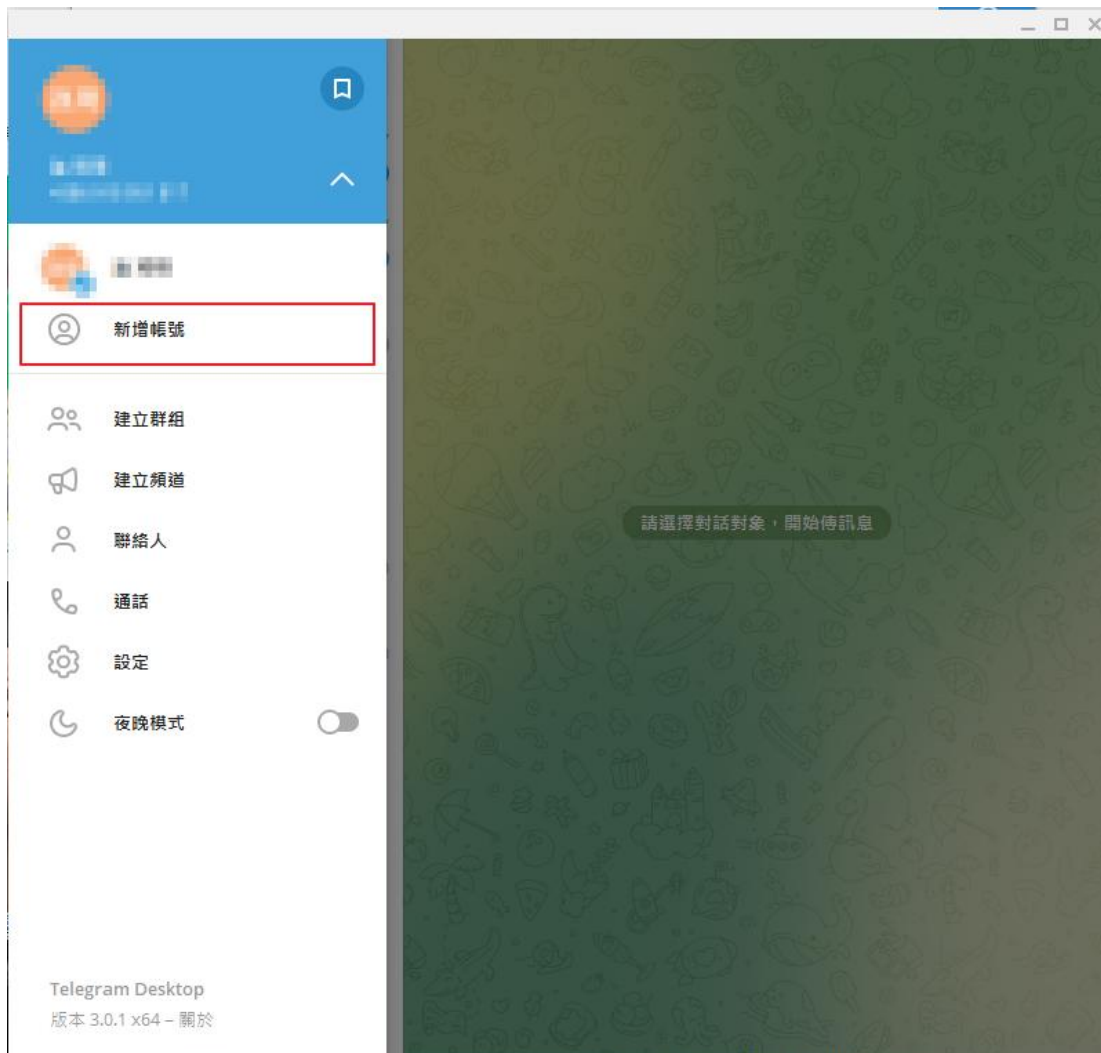 新增帳號
建立群組
建立頻道
聯絡人
通話
設定
夜晚模式
請選擇對話對象，開始傳訊息
Telegram Desktop
版本 3.0.1 x64 – 關於